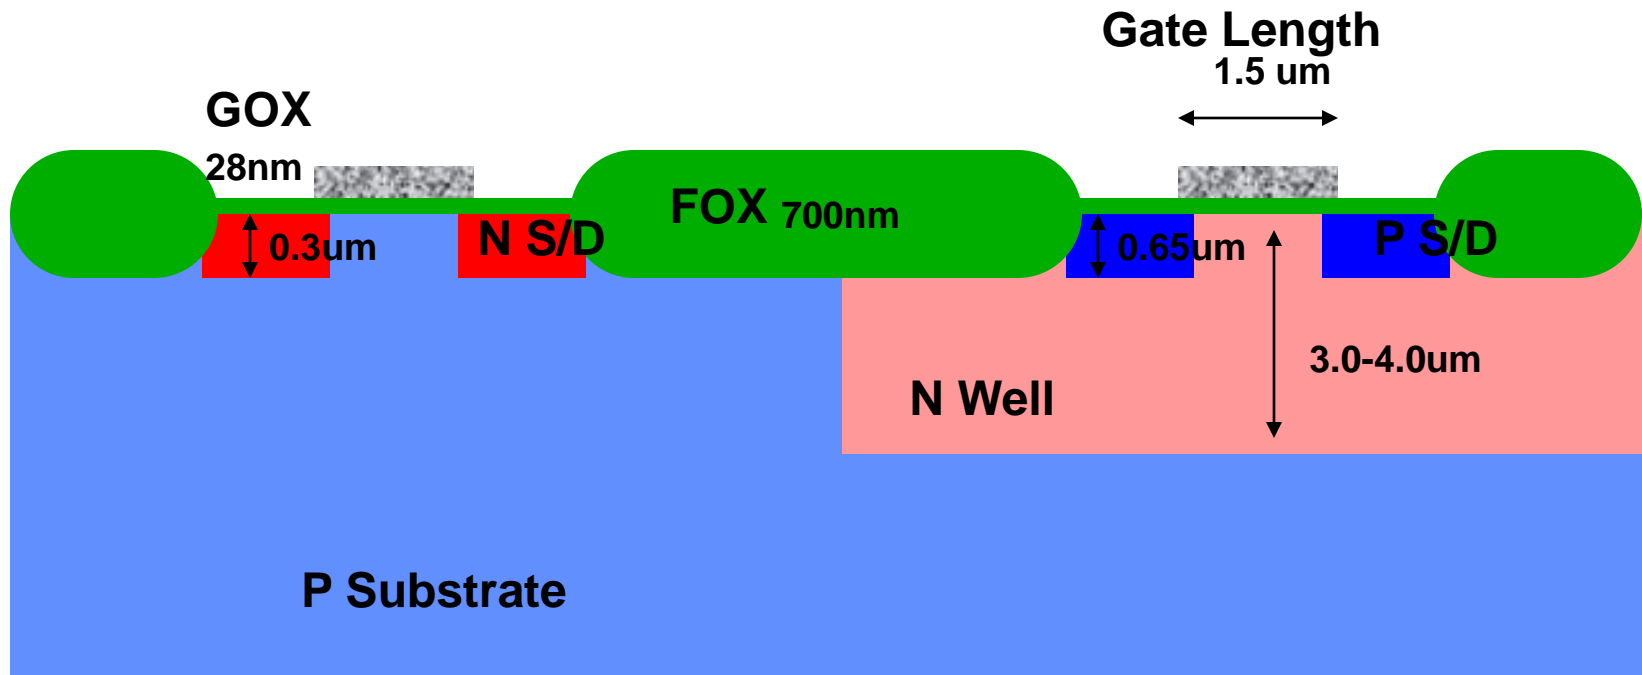 Gate Length
1.5 um
GOX
28nm
FOX 700nm
0.3um
N S/D
0.65um
P S/D
3.0-4.0um
N Well
P Substrate